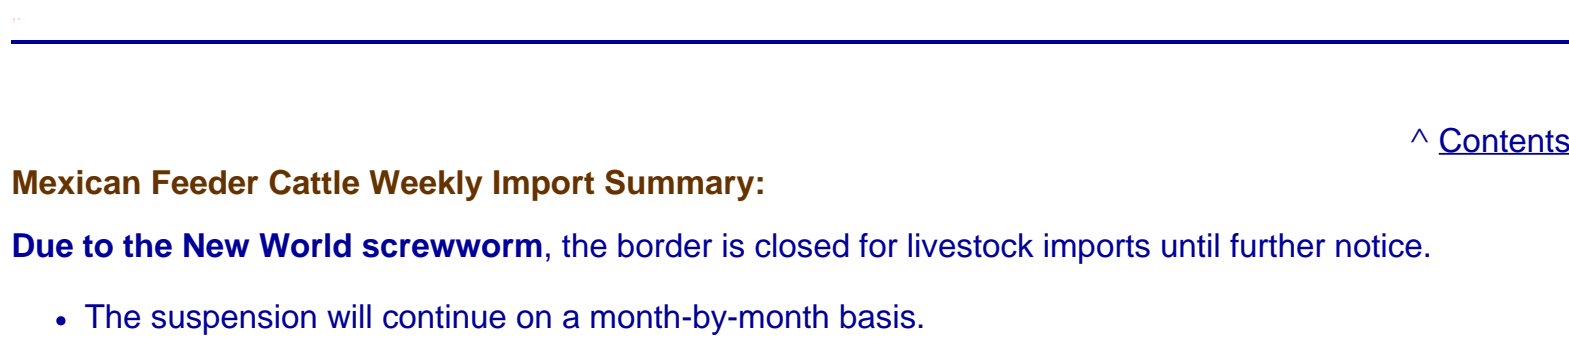 ^ Contents
Mexican Feeder Cattle Weekly Import Summary:
Due to the New World screwworm, the border is closed for livestock imports until further notice.
• The suspension will continue on a month-by-month basis.